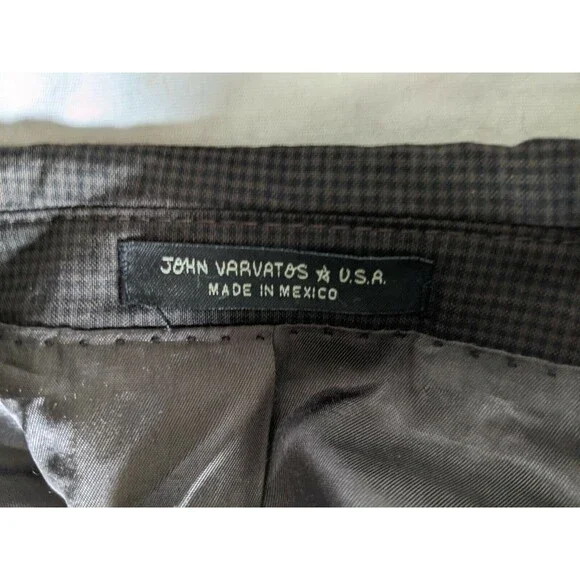 JOHN VARVATOS ☆ U.S.A.
MADE IN MEXICO